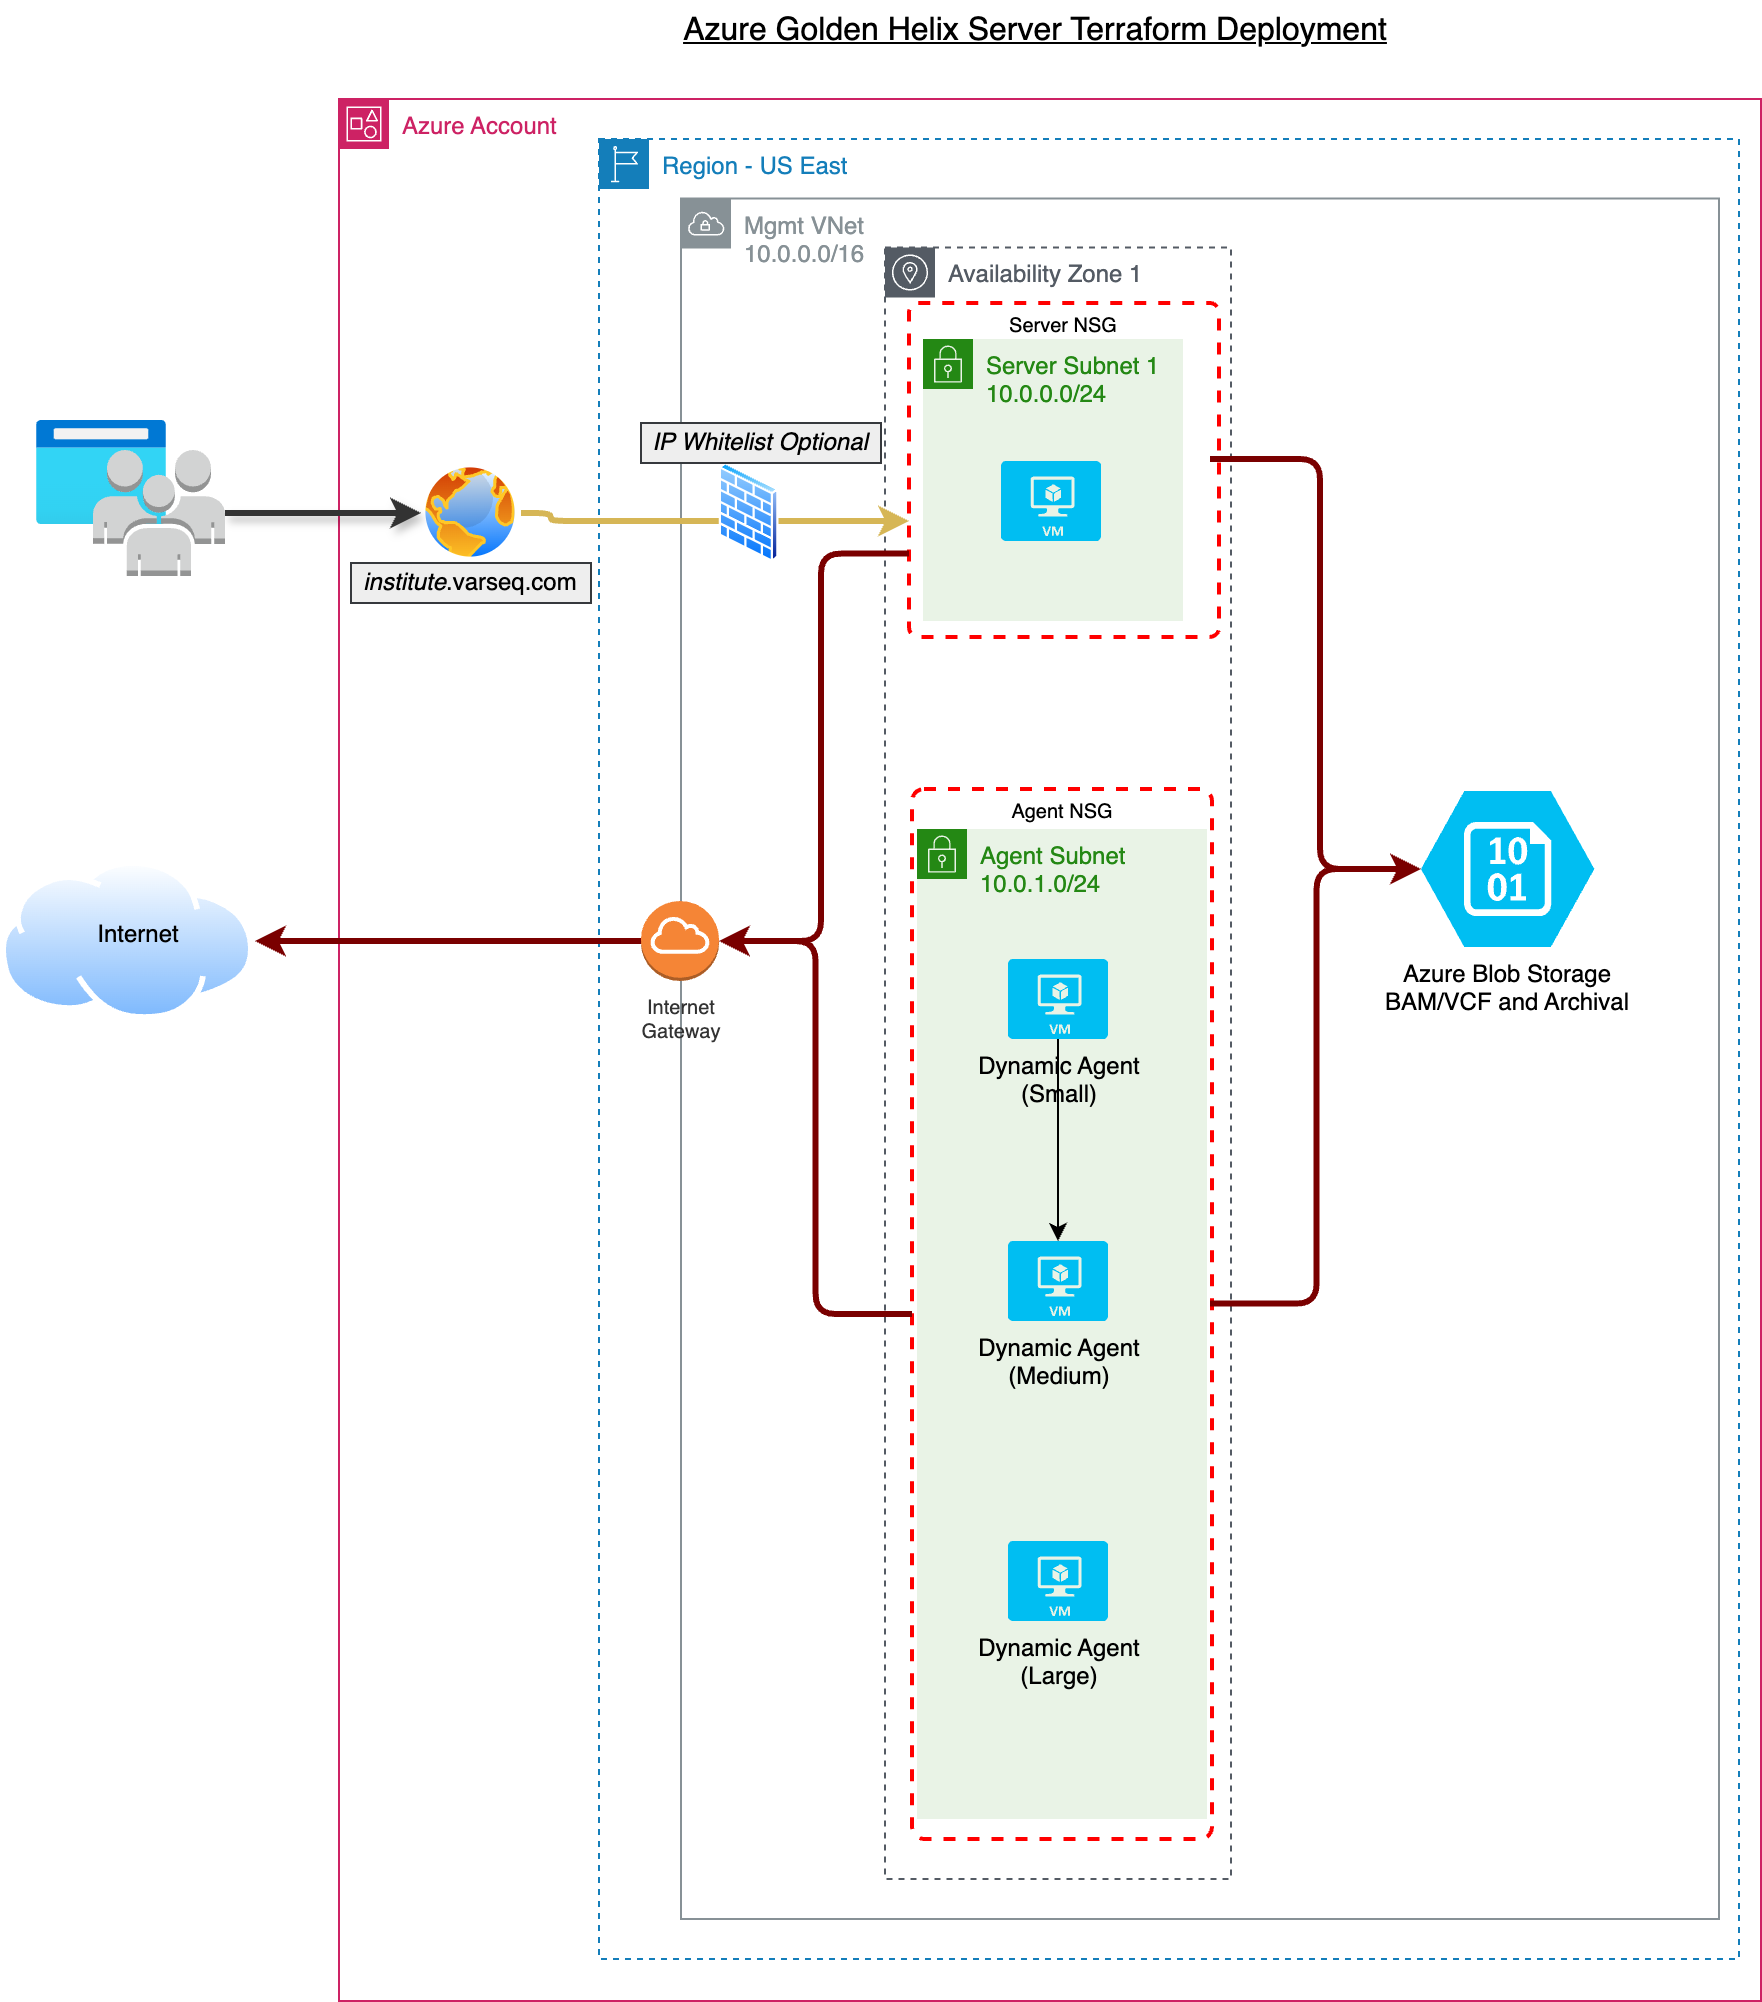 Azure Golden Helix Server Terraform Deployment
Azure Account
Region - US East
Mgmt VNet
10.0.0.0/16
Availability Zone 1
Server NSG
Server Subnet 1
10.0.0.0/24
IP Whitelist Optional
VM
institute.varseq.com
Agent NSG
Agent Subnet
10.0.1.0/24
10
01
Internet
Azure Blob Storage
BAM/VCF and Archival
Internet
Gateway
VM
Dynamic Agent
(Small)
VM
Dynamic Agent
(Medium)
VM
Dynamic Agent
(Large)